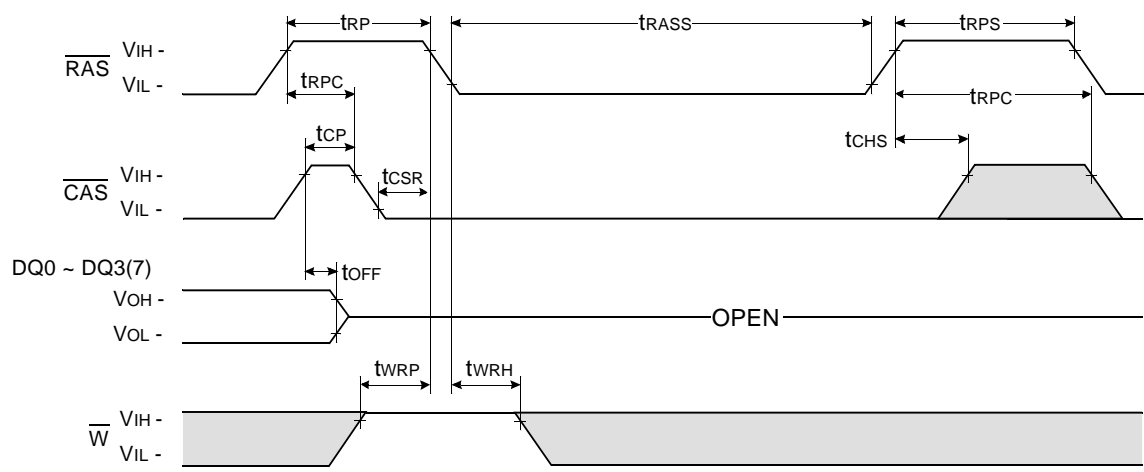 tRP
tRASS
tRPS
RAS
VIH -
VIL -
tRPC
tRPC
tCP
tCHS
CAS
VIH -
VIL -
tCSR
DQ0 ~ DQ3(7)
tOFF
VOH -
VOL -
OPEN
tWRP
tWRH
W
VIH -
VIL -